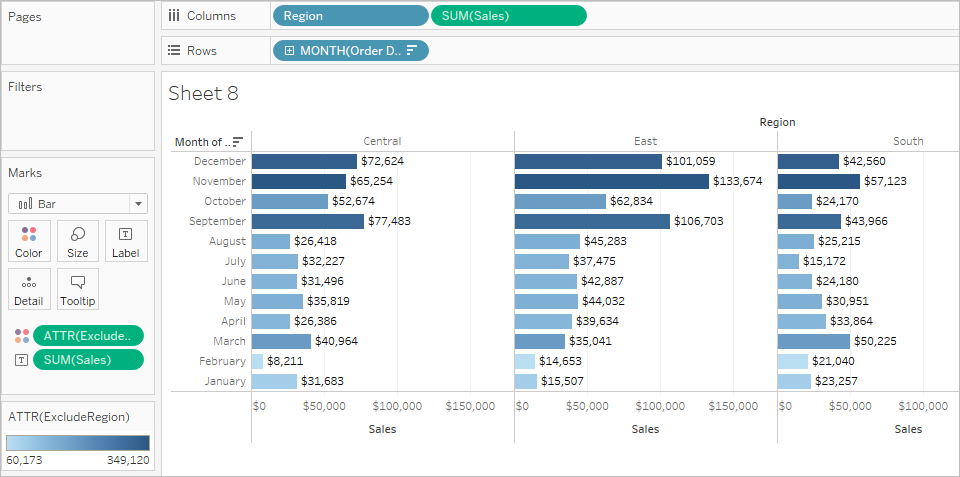 Pages
Columns
Region
SUM(Sales)
Rows
MONTH(Order D..
Filters
Sheet 8
Region
Month of ..
Central
East
South
December $72,624 $101,059 $42,560
November $65,254 $133,674 $57,123
October $52,674 $62,834 $24,170
September $77,483 $106,703 $43,966
August $26,418 $45,283 $25,215
July $32,227 $37,475 $15,172
June $31,496 $42,887 $24,180
May $35,819 $44,032 $30,951
April $26,386 $39,634 $33,864
March $40,964 $35,041 $50,225
February $8,211 $14,653 $21,040
January $31,683 $15,507 $23,257
$0 $50,000 $100,000 $150,000 $0 $50,000 $100,000 $150,000 $0 $50,000 $100,000
Sales Sales Sales
Marks
Bar
Color Size Label
Detail Tooltip
ATTR(Exclude..
SUM(Sales)
ATTR(ExcludeRegion)
60,173 349,120